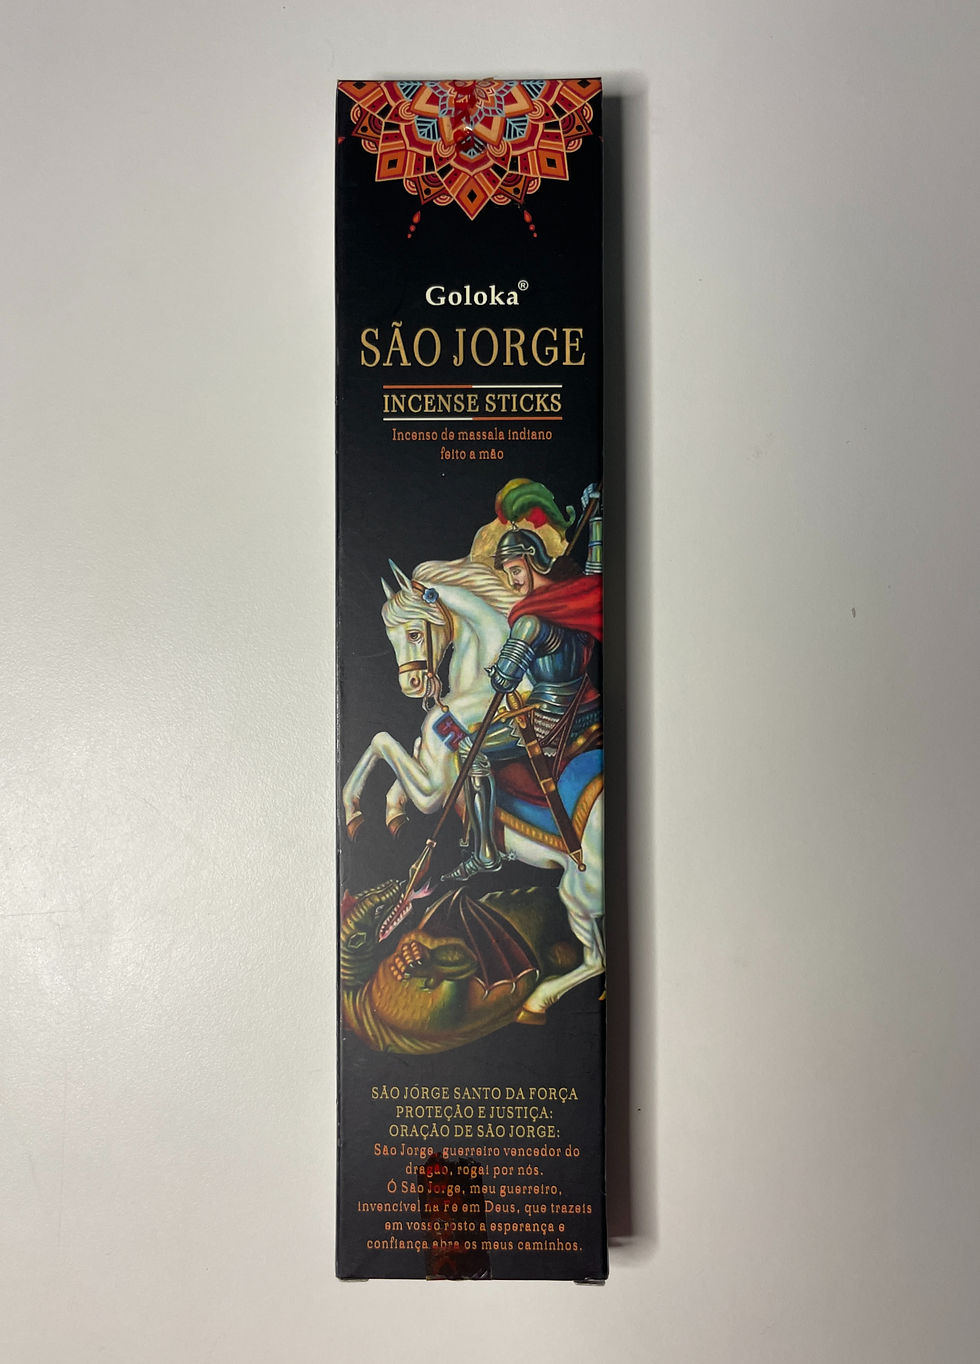 Goloka®
SÃO JORGE
INCENSE STICKS
Incenso de massala indiano
feito a mão
SÃO JORGE SANTO DA FORÇA
PROTEÇÃO E JUSTIÇA:
ORAÇÃO DE SÃO JORGE:
São Jorge, guerreiro vencedor do
dragão, rogai por nós.
Ó São Jorge, meu guerreiro,
invencível na Fé em Deus, que trazeis
em vosso rosto a esperança e
confiança abra os meus caminhos.